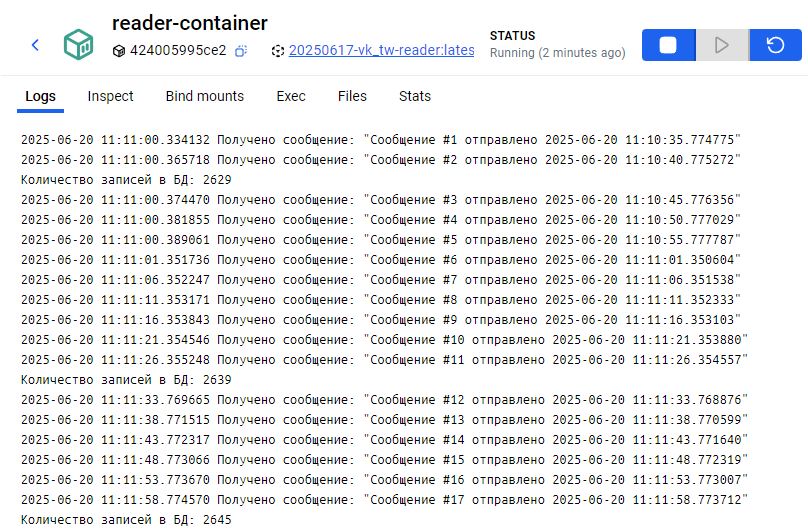 reader-container
424005995ce2 20250617-vk_tw-reader:lates
STATUS
Running (2 minutes ago)
Logs Inspect Bind mounts Exec Files Stats
2025-06-20 11:11:00.334132 Получено сообщение: "Сообщение #1 отправлено 2025-06-20 11:10:35.774775"
2025-06-20 11:11:00.365718 Получено сообщение: "Сообщение #2 отправлено 2025-06-20 11:10:40.775272"
Количество записей в БД: 2629
2025-06-20 11:11:00.374470 Получено сообщение: "Сообщение #3 отправлено 2025-06-20 11:10:45.776356"
2025-06-20 11:11:00.381855 Получено сообщение: "Сообщение #4 отправлено 2025-06-20 11:10:50.777029"
2025-06-20 11:11:00.389061 Получено сообщение: "Сообщение #5 отправлено 2025-06-20 11:10:55.777787"
2025-06-20 11:11:01.351736 Получено сообщение: "Сообщение #6 отправлено 2025-06-20 11:11:01.350604"
2025-06-20 11:11:06.352247 Получено сообщение: "Сообщение #7 отправлено 2025-06-20 11:11:06.351538"
2025-06-20 11:11:11.353171 Получено сообщение: "Сообщение #8 отправлено 2025-06-20 11:11:11.352333"
2025-06-20 11:11:16.353843 Получено сообщение: "Сообщение #9 отправлено 2025-06-20 11:11:16.353103"
2025-06-20 11:11:21.354546 Получено сообщение: "Сообщение #10 отправлено 2025-06-20 11:11:21.353880"
2025-06-20 11:11:26.355248 Получено сообщение: "Сообщение #11 отправлено 2025-06-20 11:11:26.354557"
Количество записей в БД: 2639
2025-06-20 11:11:33.769665 Получено сообщение: "Сообщение #12 отправлено 2025-06-20 11:11:33.768876"
2025-06-20 11:11:38.771515 Получено сообщение: "Сообщение #13 отправлено 2025-06-20 11:11:38.770599"
2025-06-20 11:11:43.772317 Получено сообщение: "Сообщение #14 отправлено 2025-06-20 11:11:43.771640"
2025-06-20 11:11:48.773066 Получено сообщение: "Сообщение #15 отправлено 2025-06-20 11:11:48.772319"
2025-06-20 11:11:53.773670 Получено сообщение: "Сообщение #16 отправлено 2025-06-20 11:11:53.773007"
2025-06-20 11:11:58.774570 Получено сообщение: "Сообщение #17 отправлено 2025-06-20 11:11:58.773712"
Количество записей в БД: 2645